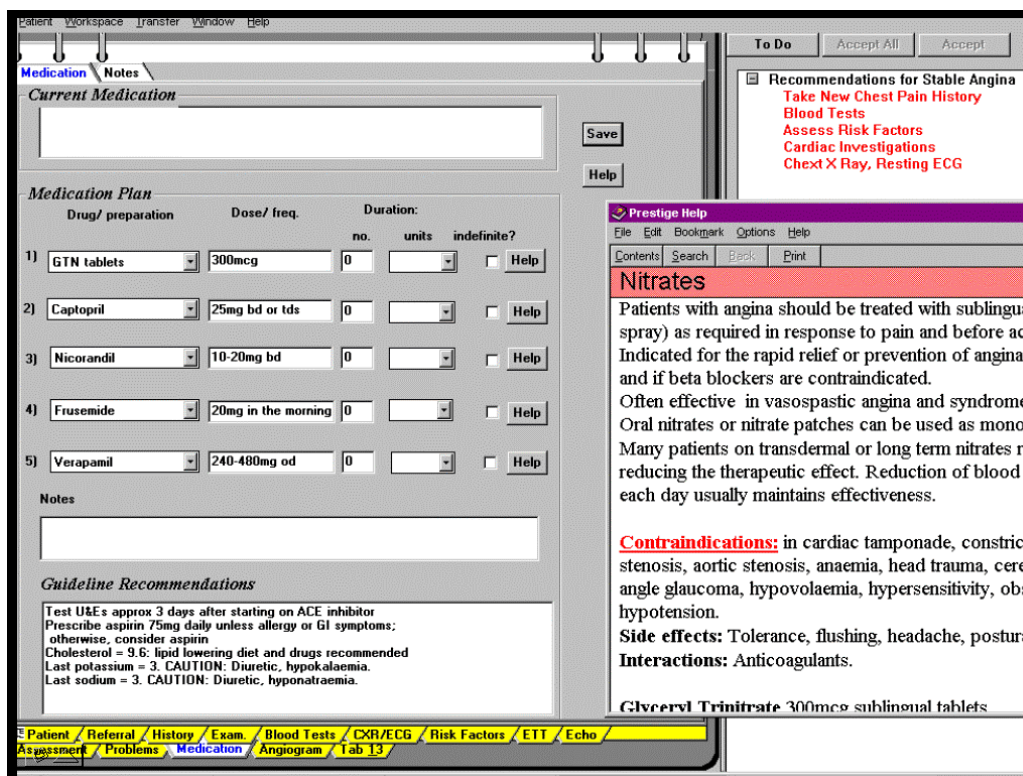 Patient Workspace Transfer Window Help
Medication Notes
Current Medication
Save
Help
Medication Plan
Drug/ preparation Dose/ freq. Duration:
no. units indefinite?
1) GTN tablets 300mcg 0 Help
2) Captopril 25mg bd or tds 0 Help
3) Nicorandil 10-20mg bd 0 Help
4) Frusemide 20mg in the morning 0 Help
5) Verapamil 240-480mg od 0 Help
Notes
Guideline Recommendations
Test U&Es approx 3 days after starting on ACE inhibitor
Prescribe aspirin 75mg daily unless allergy or GI symptoms;
otherwise, consider aspirin
Cholesterol = 9.6: lipid lowering diet and drugs recommended
Last potassium = 3. CAUTION: Diuretic, hypokalaemia.
Last sodium = 3. CAUTION: Diuretic, hyponatraemia.
Patient Referral History Exam. Blood Tests CXR/ECG Risk Factors ETT Echo
Assessment Problems Medication Angiogram Tab 13
To Do Accept All Accept
Recommendations for Stable Angina
Take New Chest Pain History
Blood Tests
Assess Risk Factors
Cardiac Investigations
Chext X Ray, Resting ECG
Prestige Help
File Edit Bookmark Options Help
Contents Search Back Print
Nitrates
Patients with angina should be treated with sublingua
spray) as required in response to pain and before ac
Indicated for the rapid relief or prevention of angina
and if beta blockers are contraindicated.
Often effective in vasospastic angina and syndrome
Oral nitrates or nitrate patches can be used as mono
Many patients on transdermal or long term nitrates
reducing the therapeutic effect. Reduction of blood
each day usually maintains effectiveness.
Contraindications: in cardiac tamponade, constric
stenosis, aortic stenosis, anaemia, head trauma, cere
angle glaucoma, hypovolaemia, hypersensitivity, obs
hypotension.
Side effects: Tolerance, flushing, headache, postur
Interactions: Anticoagulants.
Glyceryl Trinitrate 300mcg sublingual tablets